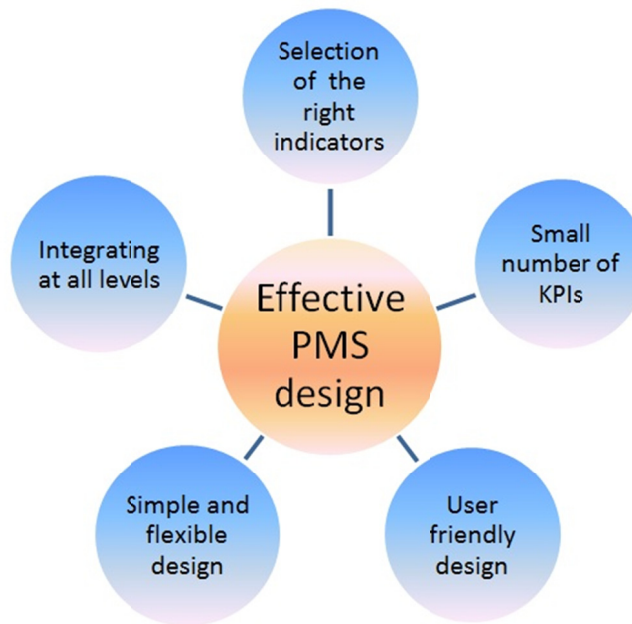 Selection
of the
right
indicators
Small
number of
KPIs
User
friendly
design
Simple and
flexible
design
Integrating
at all levels
Effective
PMS
design